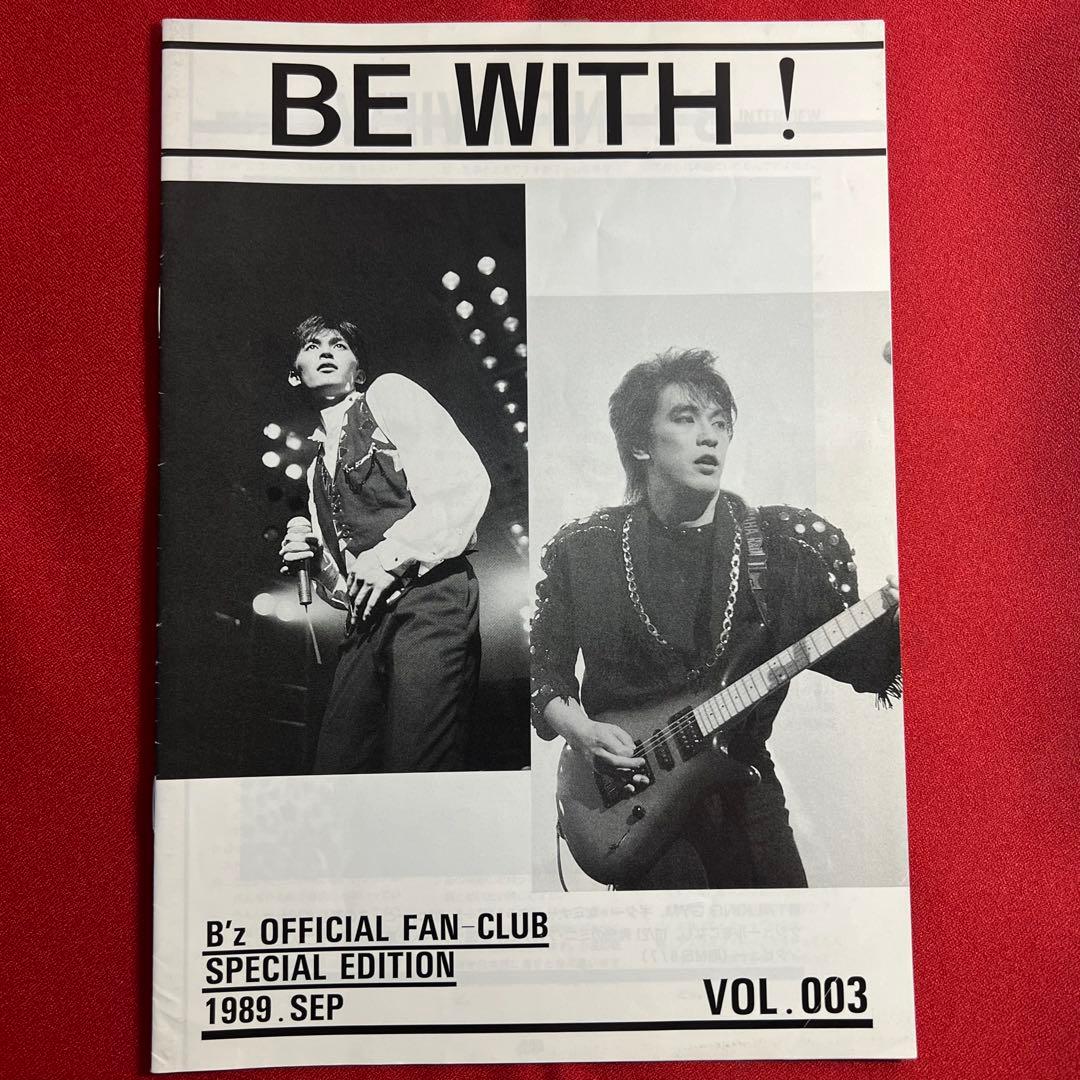 BE WITH !
B'z OFFICIAL FAN-CLUB
SPECIAL EDITION
1989.SEP
VOL.003